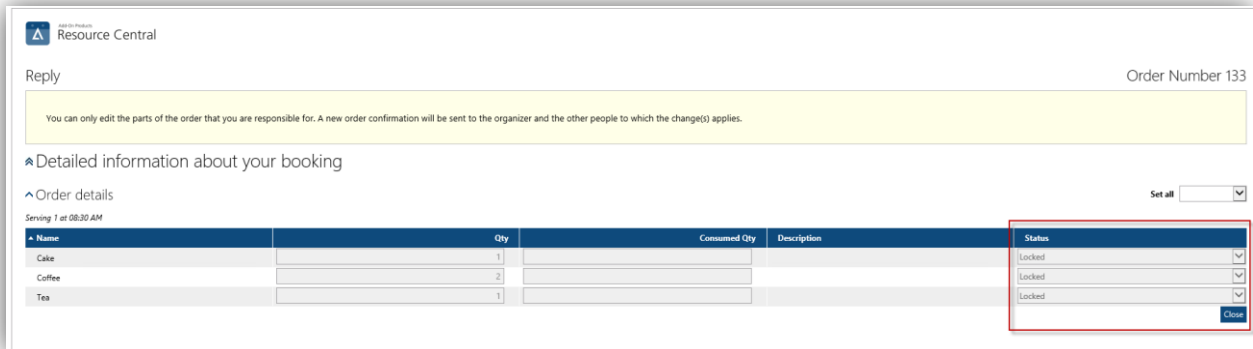 Add-On Products
Resource Central
Reply
Order Number 133
You can only edit the parts of the order that you are responsible for. A new order confirmation will be sent to the organizer and the other people to which the change(s) applies.
Detailed information about your booking
Order details
Set all
Serving 1 at 08:30 AM
Name Qty Consumed Qty Description Status
Cake 1 Locked
Coffee 2 Locked
Tea 1 Locked
Close